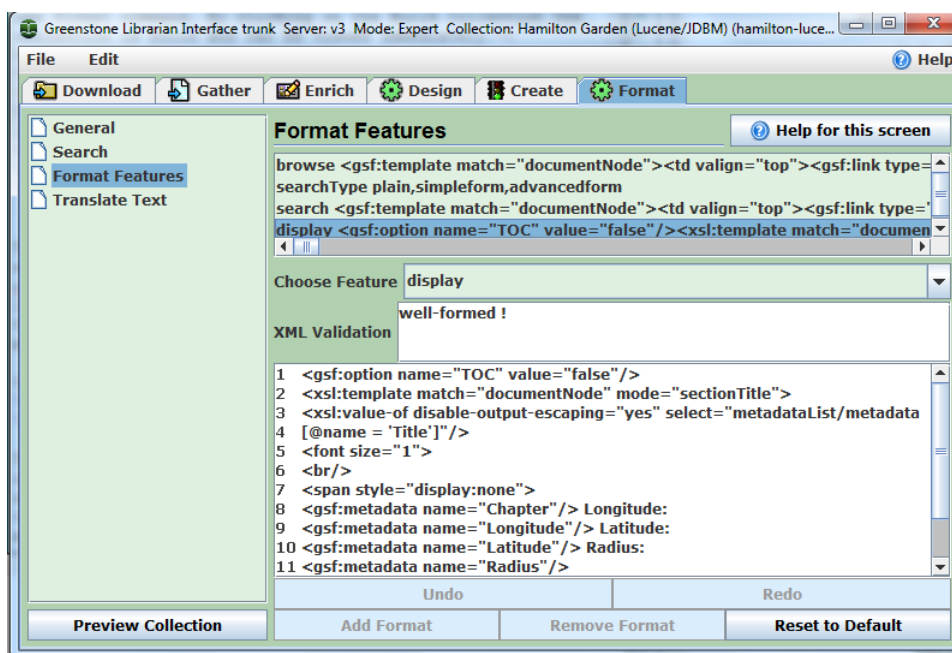 Greenstone Librarian Interface trunk Server: v3 Mode: Expert Collection: Hamilton Garden (Lucene/JDBM) (hamilton-luce...
File Edit Help
Download Gather Enrich Design Create Format
General
Search
Format Features
Translate Text
Format Features
Help for this screen
browse <gsf:template match="documentNode"><td valign="top"><gsf:link type=
searchType plain,simpleform,advancedform
search <gsf:template match="documentNode"><td valign="top"><gsf:link type="
display <gsf:option name="TOC" value="false"/><xsl:template match="documen
Choose Feature display
XML Validation
well-formed !
1 <gsf:option name="TOC" value="false"/>
2 <xsl:template match="documentNode" mode="sectionTitle">
3 <xsl:value-of disable-output-escaping="yes" select="metadataList/metadata
4 [@name = 'Title']"/>
5 <font size="1">
6 <br/>
7 <span style="display:none">
8 <gsf:metadata name="Chapter"/> Longitude:
9 <gsf:metadata name="Longitude"/> Latitude:
10 <gsf:metadata name="Latitude"/> Radius:
11 <gsf:metadata name="Radius"/>
Undo Redo
Preview Collection
Add Format Remove Format Reset to Default